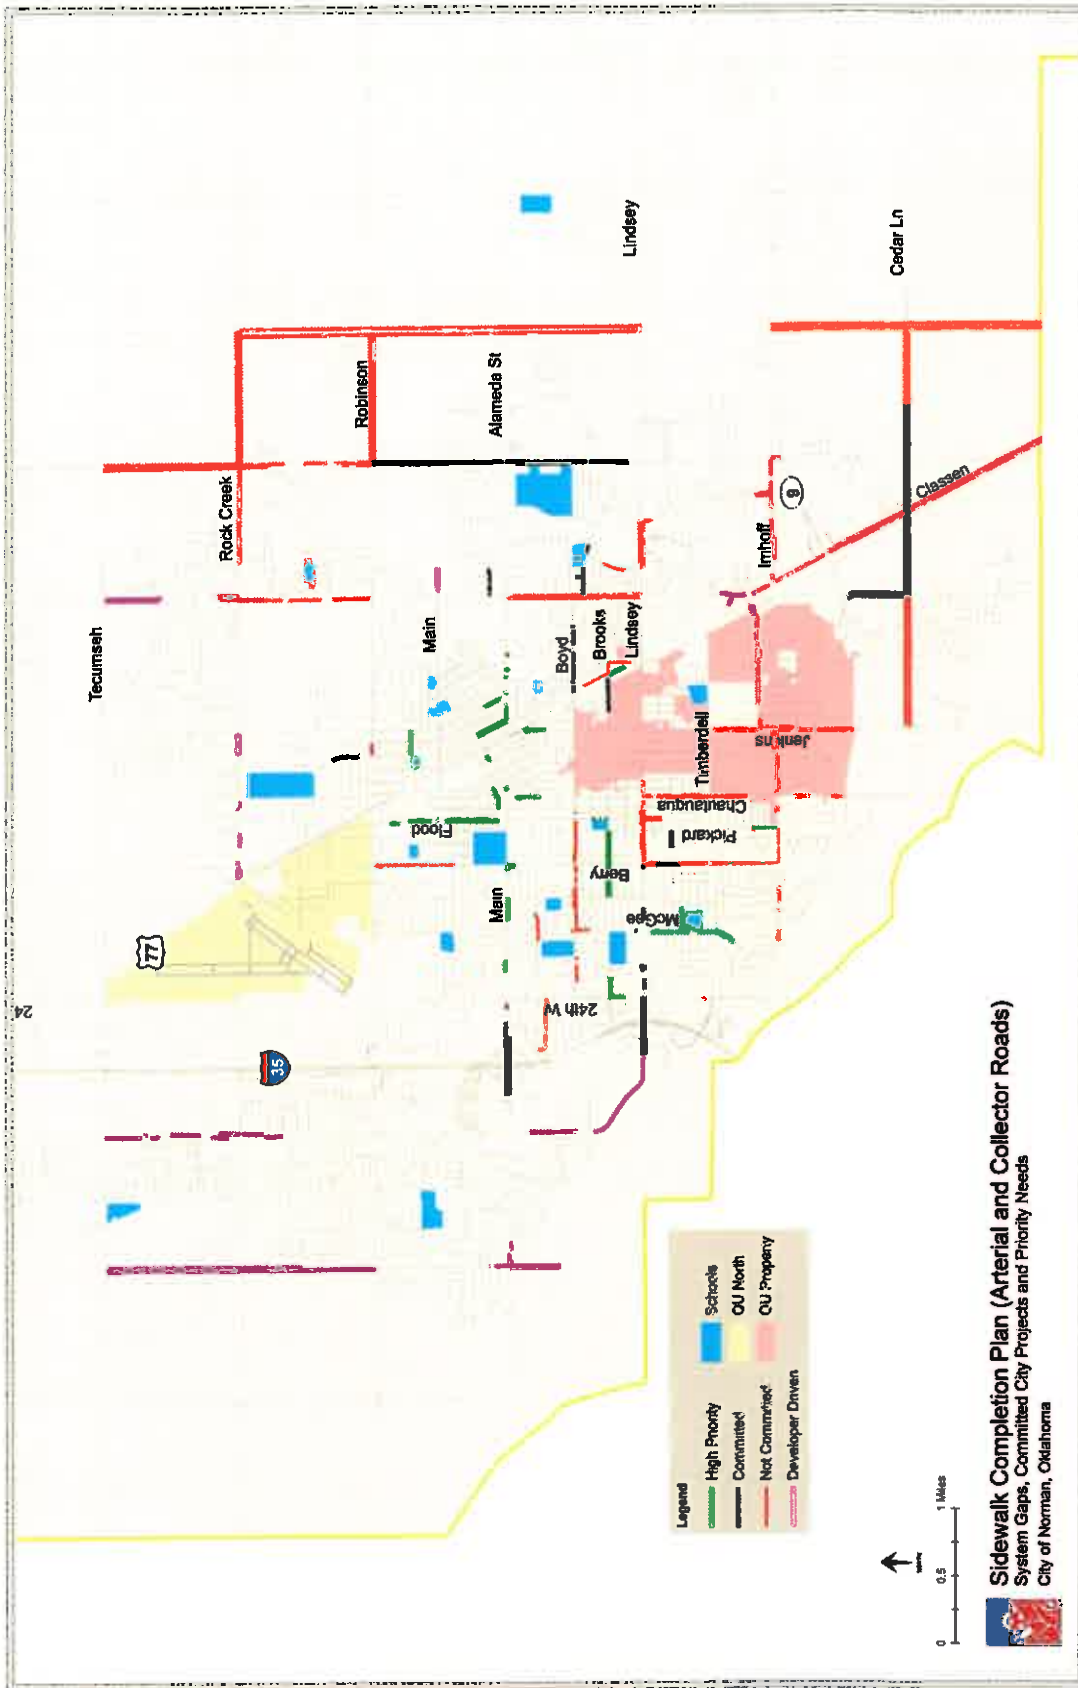 Tecumseh
Rock Creek
Robinson
Main
Alameda St
Lindsey
Cedar Ln
Classen
9
Imhoff
Boyd
Brooks
Lindsey
Timberdell
Jenkins
Chautauqua
Pickard
Flood
Berry
Main
McGee
24th W
24
77
35
Legend
High Priority
Committed
Not Committed
Developer Driven
Schools
OU North
OU Property
0 0.5 1 Miles
Sidewalk Completion Plan (Arterial and Collector Roads)
System Gaps, Committed City Projects and Priority Needs
City of Norman, Oklahoma